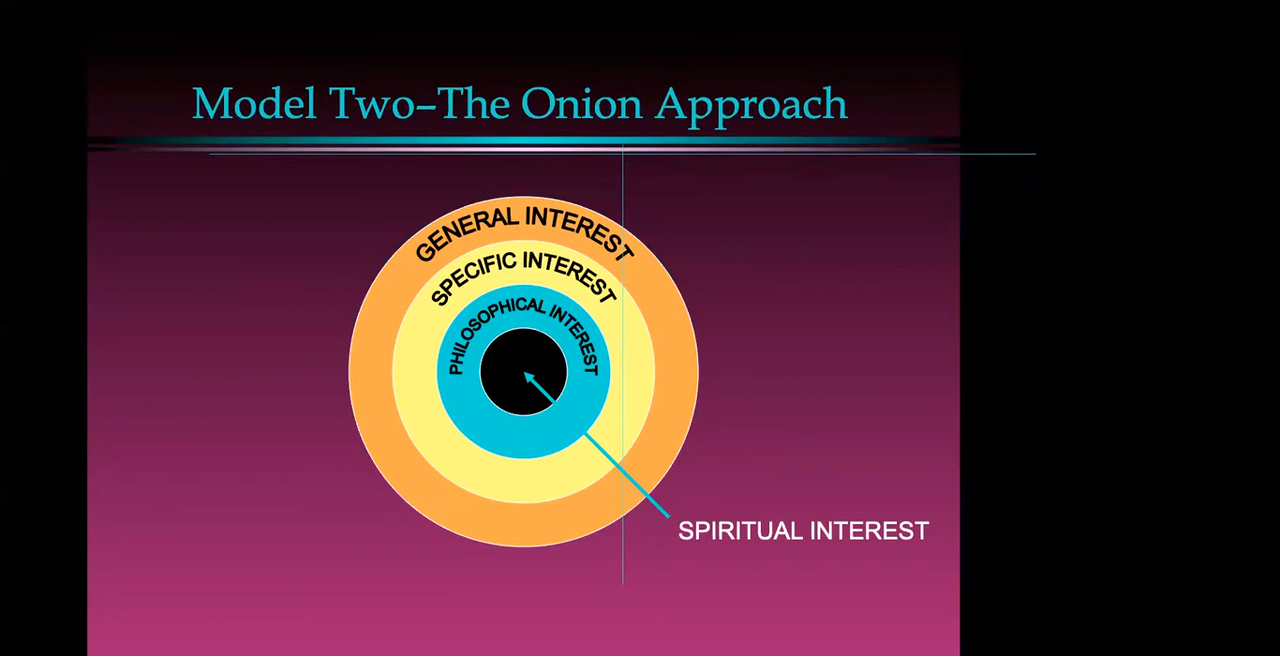 Model Two–The Onion Approach
GENERAL INTEREST
SPECIFIC INTEREST
PHILOSOPHICAL INTEREST
SPIRITUAL INTEREST